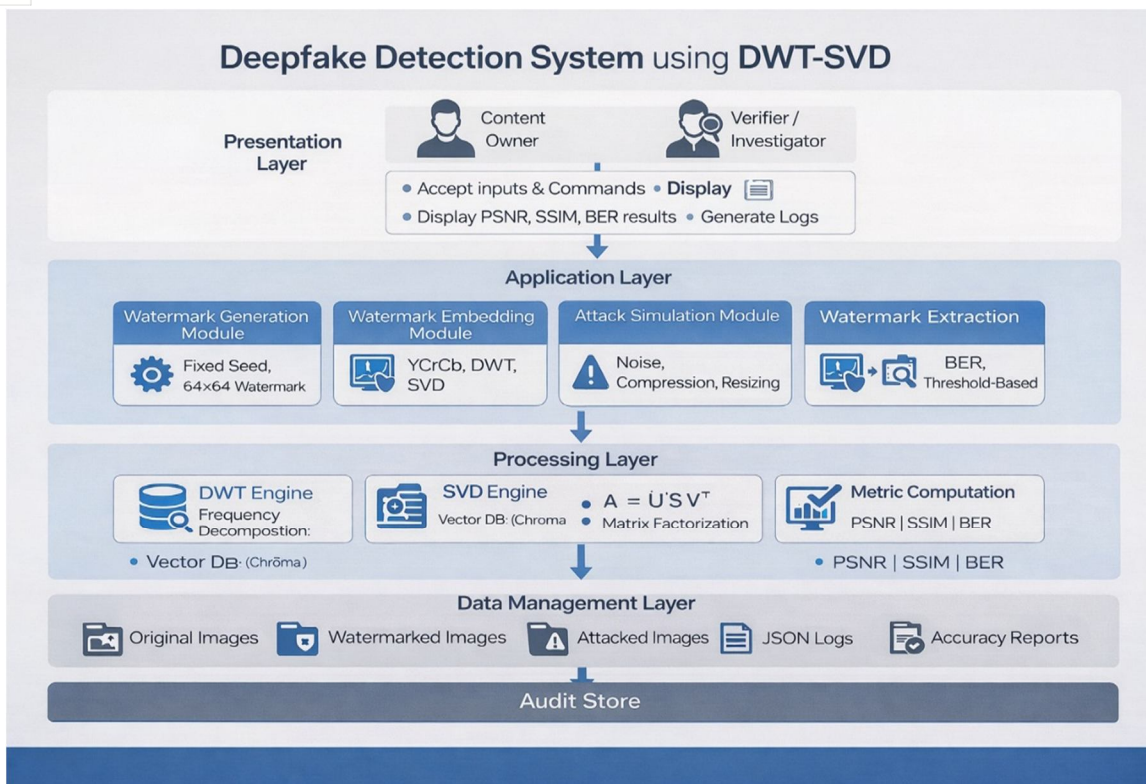 Deepfake Detection System using DWT-SVD
Presentation
Layer
Content
Owner
Verifier /
Investigator
• Accept inputs & Commands • Display
• Display PSNR, SSIM, BER results • Generate Logs
Application Layer
Watermark Generation
Module
Fixed Seed,
64×64 Watermark
Watermark Embedding
Module
YCrCb, DWT,
SVD
Attack Simulation Module
Noise,
Compression, Resizing
Watermark Extraction
BER,
Threshold-Based
Processing Layer
DWT Engine
Frequency
Decompostion:
• Vector DB· (Chrōma)
SVD Engine
Vector DB: (Chroma
• A = U'S Vᵀ
• Matrix Factorization
Metric Computation
PSNR | SSIM | BER
• PSNR | SSIM | BER
Data Management Layer
Original Images
Watermarked Images
Attacked Images
JSON Logs
Accuracy Reports
Audit Store